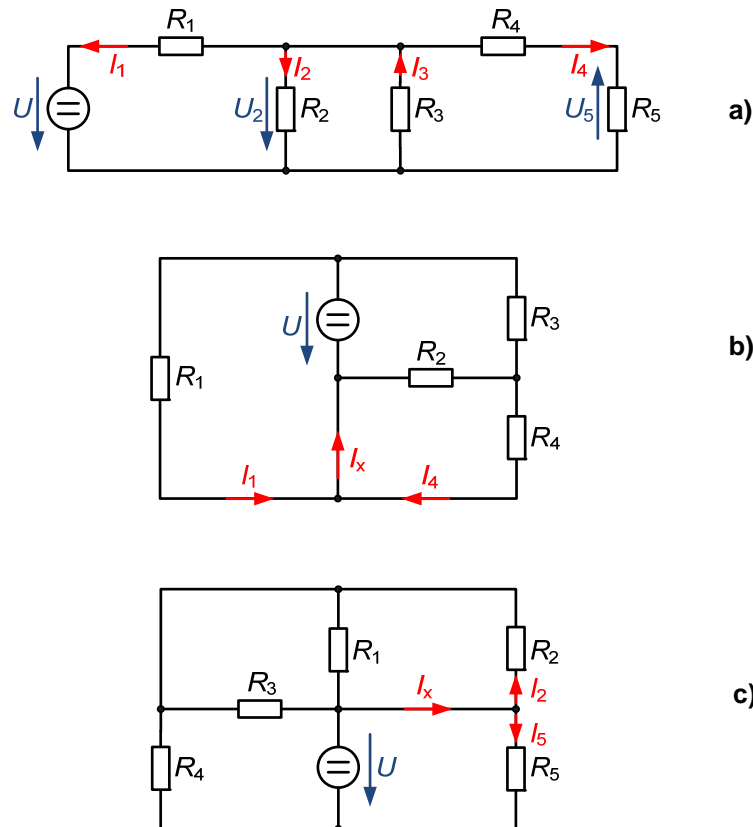 R1 R4
I1 I2 I3 I4
U U2 R2 R3 U5 R5 a)
U R3
R2 b)
R1
R4
I1 Ix I4
R1 R2
R3 Ix I2 c)
I5
R4 U R5